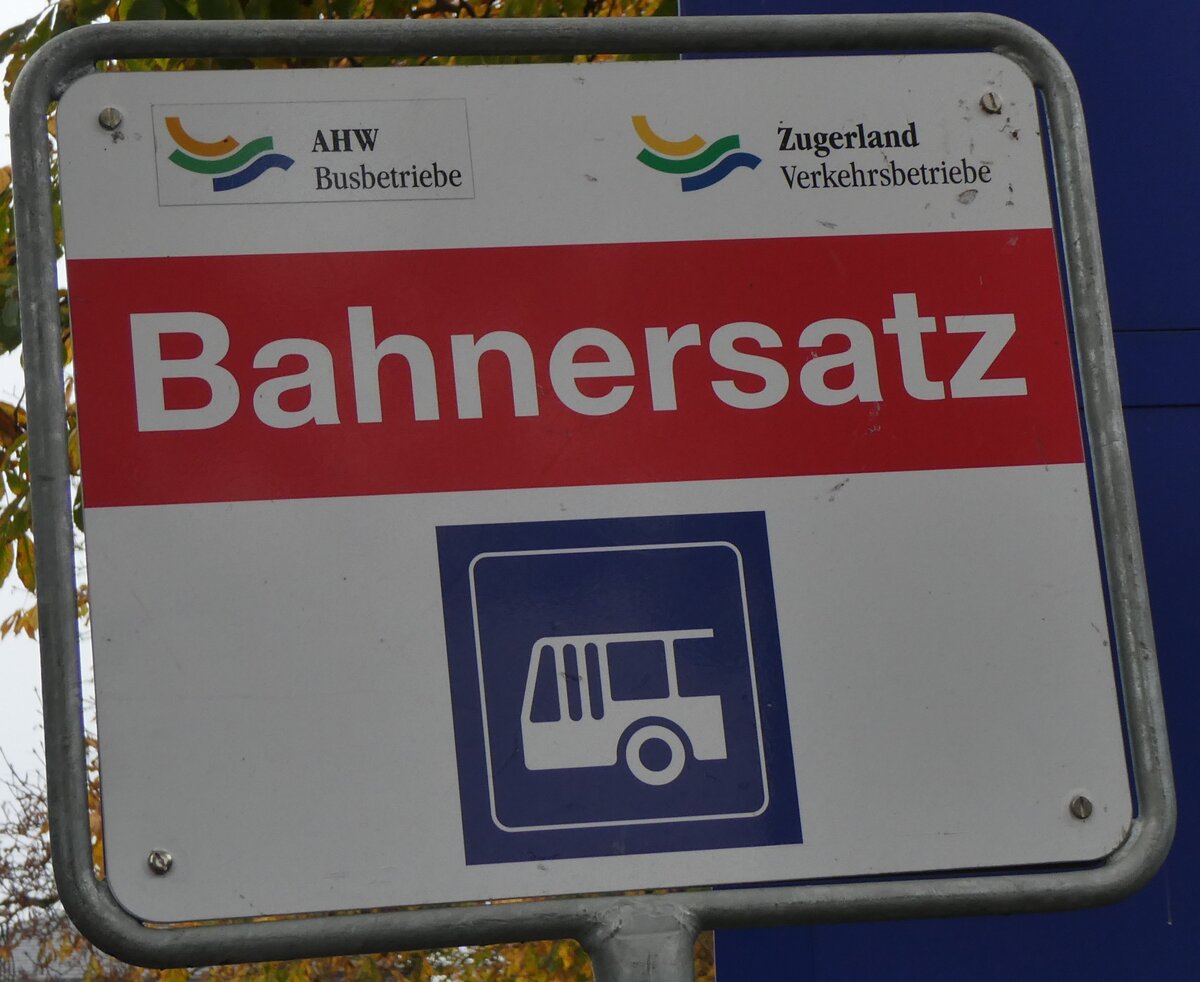 AHW
Busbetriebe
Zugerland
Verkehrsbetriebe
Bahnersatz